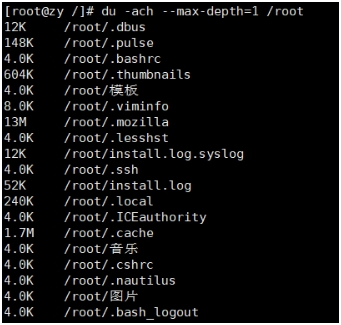 [root@zy /]# du -ach --max-depth=1 /root
12K     /root/.dbus
148K    /root/.pulse
4.0K    /root/.bashrc
604K    /root/.thumbnails
4.0K    /root/模板
8.0K    /root/.viminfo
13M     /root/.mozilla
4.0K    /root/.lesshst
12K     /root/install.log.syslog
4.0K    /root/.ssh
52K     /root/install.log
240K    /root/.local
4.0K    /root/.ICEauthority
1.7M    /root/.cache
4.0K    /root/音乐
4.0K    /root/.cshrc
4.0K    /root/.nautilus
4.0K    /root/图片
4.0K    /root/.bash_logout